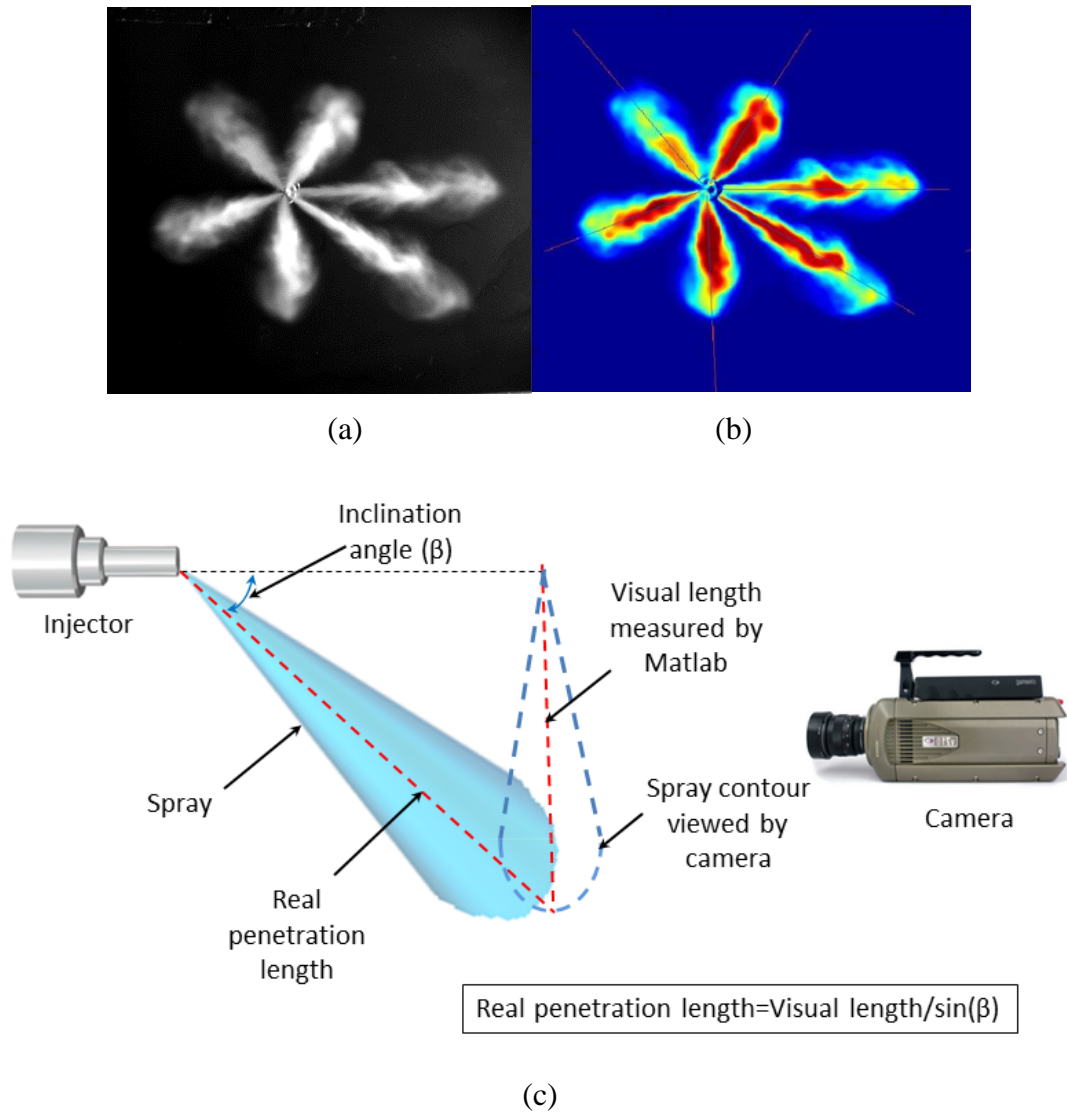 (a)
(b)
Inclination
angle (β)
Injector
Visual length
measured by
Matlab
Spray
Spray contour
viewed by
camera
Camera
Real
penetration
length
Real penetration length=Visual length/sin(β)
(c)